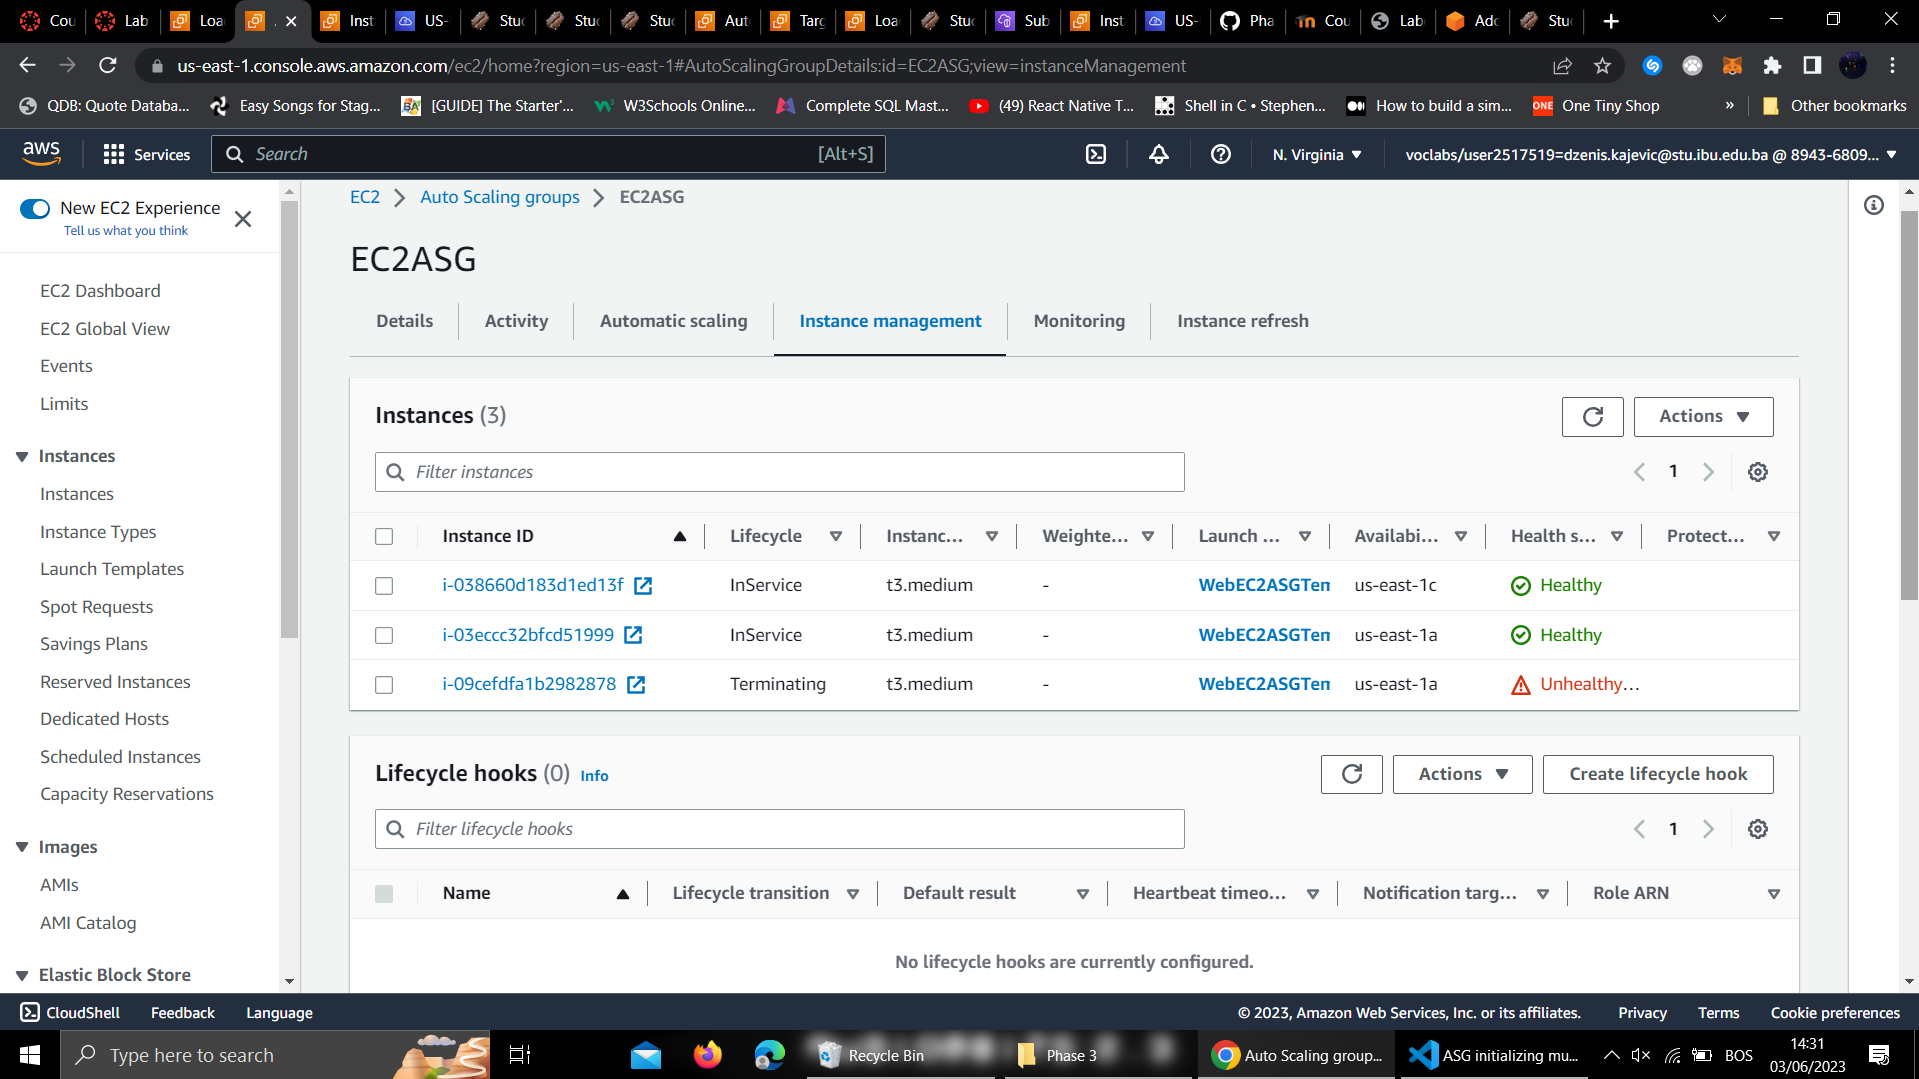 Cou
Lab
Loa
Inst
US-
Stu
Stu
Stu
Aut
Targ
Loa
Stu
Sub
Inst
US-
Pha
Cou
Lab
Add
Stu
us-east-1.console.aws.amazon.com/ec2/home?region=us-east-1#AutoScalingGroupDetails:id=EC2ASG;view=instanceManagement
QDB: Quote Databa...
Easy Songs for Stag...
[GUIDE] The Starter'...
W3Schools Online...
Complete SQL Mast...
(49) React Native T...
Shell in C • Stephen...
How to build a sim...
ONE
One Tiny Shop
»
Other bookmarks
aws
Services
Search
[Alt+S]
N. Virginia
voclabs/user2517519=dzenis.kajevic@stu.ibu.edu.ba @ 8943-6809...
New EC2 Experience
Tell us what you think
EC2 Dashboard
EC2 Global View
Events
Limits
Instances
Instances
Instance Types
Launch Templates
Spot Requests
Savings Plans
Reserved Instances
Dedicated Hosts
Scheduled Instances
Capacity Reservations
Images
AMIs
AMI Catalog
Elastic Block Store
EC2
Auto Scaling groups
EC2ASG
EC2ASG
Details
Activity
Automatic scaling
Instance management
Monitoring
Instance refresh
Instances (3)
Actions
Filter instances
1
Instance ID
Lifecycle
Instanc...
Weighte...
Launch ...
Availabi...
Health s...
Protect...
i-038660d183d1ed13f
InService
t3.medium
-
WebEC2ASGTem
us-east-1c
Healthy
i-03eccc32bfcd51999
InService
t3.medium
-
WebEC2ASGTem
us-east-1a
Healthy
i-09cefdfa1b2982878
Terminating
t3.medium
-
WebEC2ASGTem
us-east-1a
Unhealthy...
Lifecycle hooks (0) Info
Actions
Create lifecycle hook
Filter lifecycle hooks
1
Name
Lifecycle transition
Default result
Heartbeat timeo...
Notification targ...
Role ARN
No lifecycle hooks are currently configured.
CloudShell
Feedback
Language
© 2023, Amazon Web Services, Inc. or its affiliates.
Privacy
Terms
Cookie preferences
Type here to search
Recycle Bin
Phase 3
Auto Scaling group...
ASG initializing mu...
BOS
14:31
03/06/2023